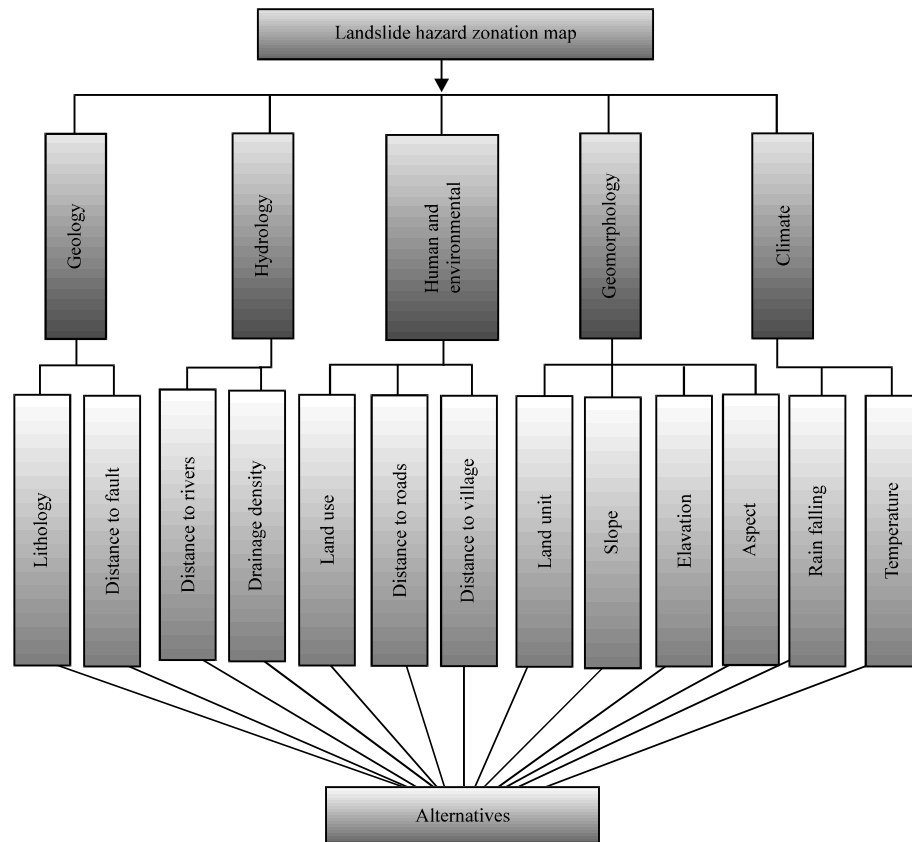 Landslide hazard zonation map
Geology
Hydrology
Human and
environmental
Geomorphology
Climate
Lithology
Distance to fault
Distance to rivers
Drainage density
Land use
Distance to roads
Distance to village
Land unit
Slope
Elavation
Aspect
Rain falling
Temperature
Alternatives